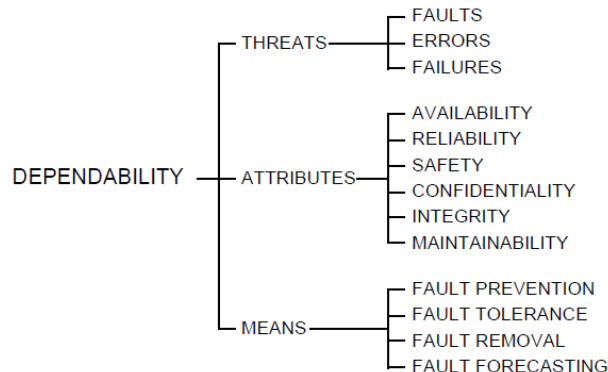 DEPENDABILITY
THREATS
FAULTS
ERRORS
FAILURES
ATTRIBUTES
AVAILABILITY
RELIABILITY
SAFETY
CONFIDENTIALITY
INTEGRITY
MAINTAINABILITY
MEANS
FAULT PREVENTION
FAULT TOLERANCE
FAULT REMOVAL
FAULT FORECASTING